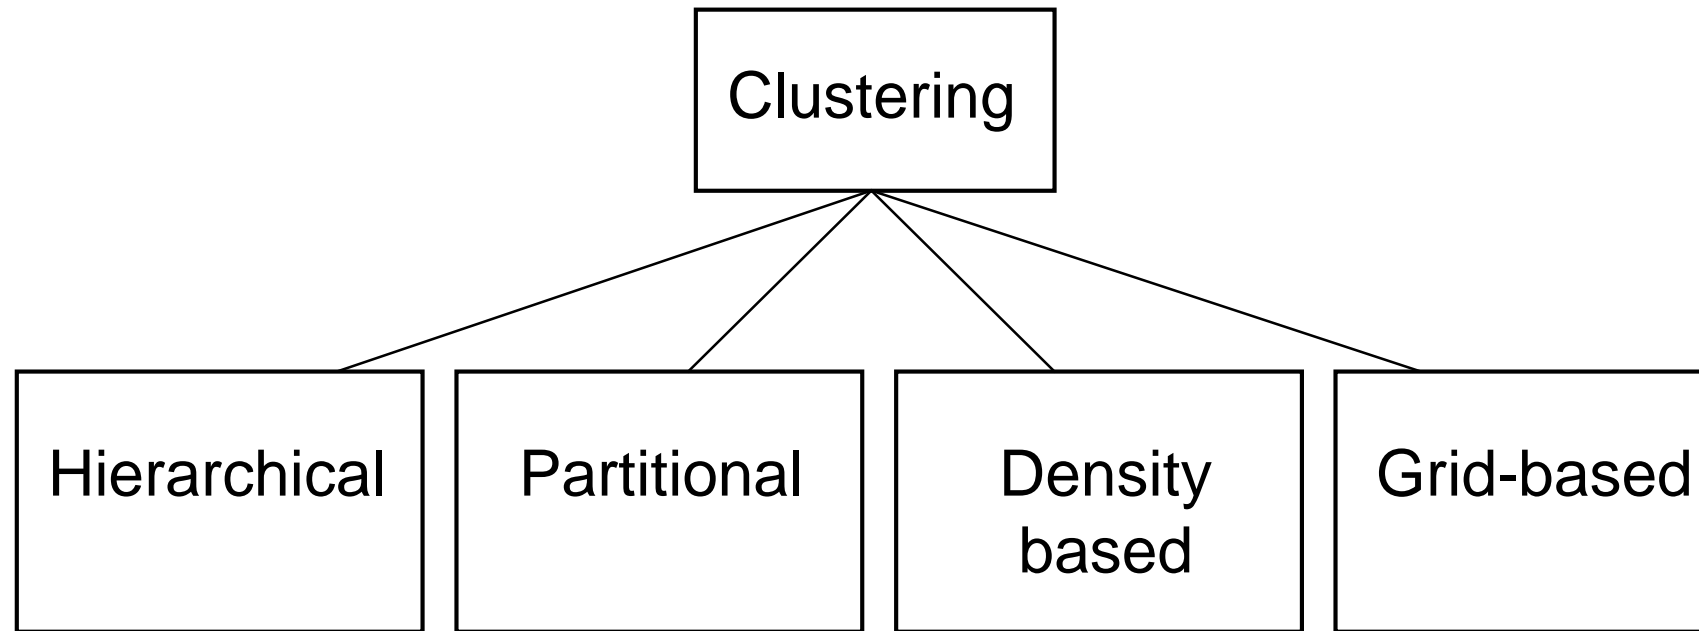 Clustering
Hierarchical
Partitional
Density
based
Grid-based